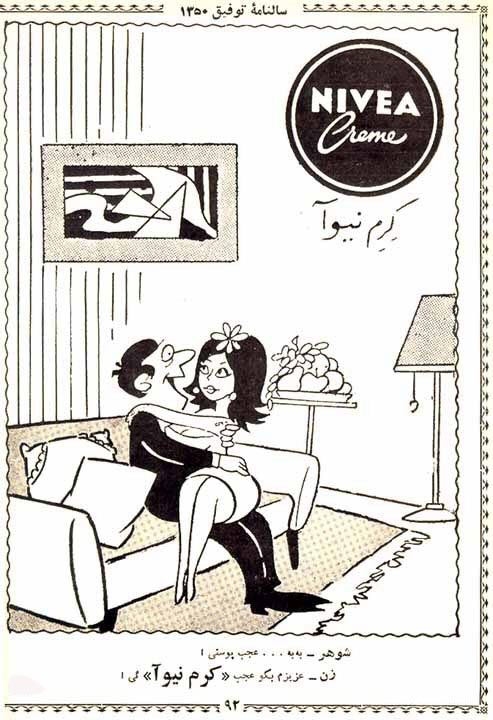 سالنامهٔ توفیق ۱۳۵۰
NIVEA
Creme
کِرِم نیوآ
شوهر ـ به‌به . . . عجب پوستی !
زن ـ عزیزم بگو عجب «کرم نیوآ» ئی !
۹۲